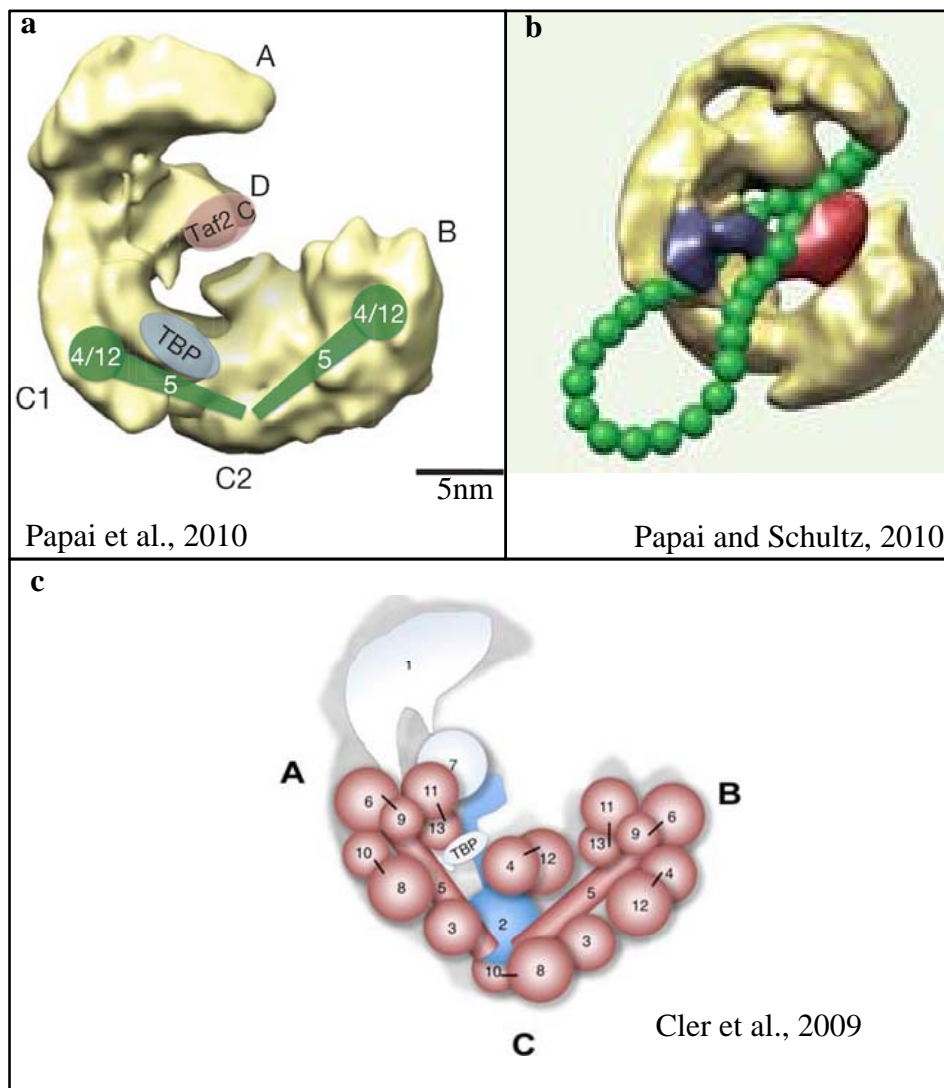 a
A
D
Taf2 C
B
TBP
4/12
4/12
5
5
C1
C2
5nm
Papai et al., 2010
b
Papai and Schultz, 2010
c
1
A
7
B
6
11
11
6
9
13
13
9
TBP
10
4
12
4
8
5
5
12
3
2
3
10
8
C
Cler et al., 2009